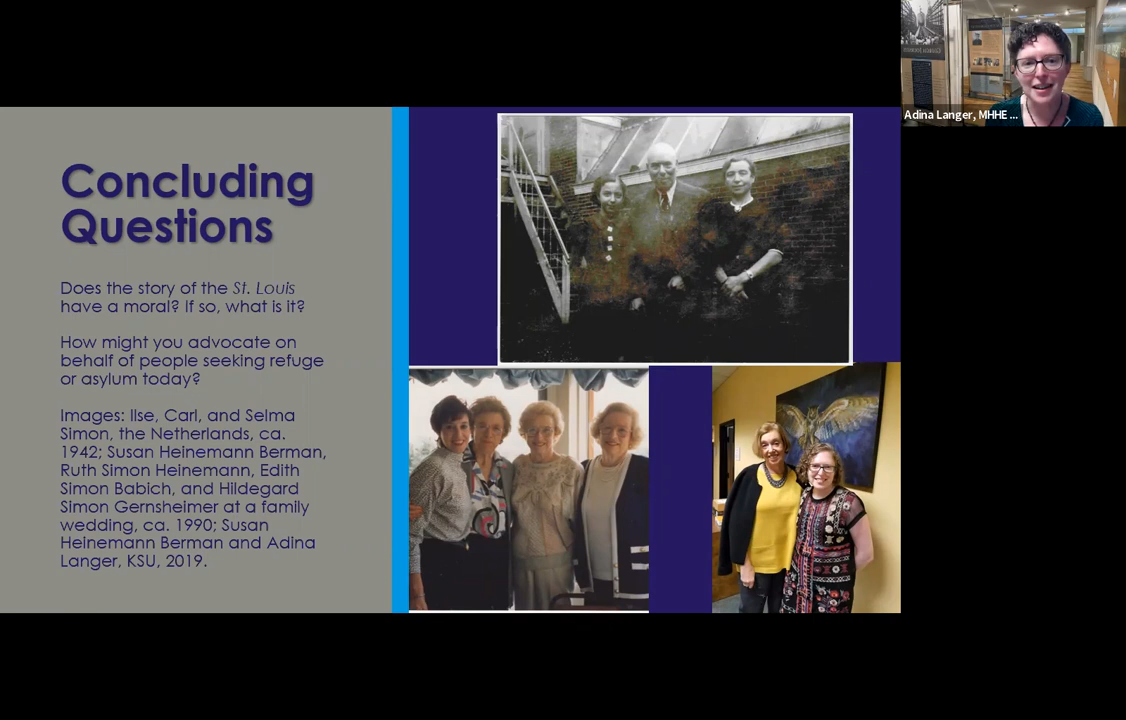 Concluding
Questions
Does the story of the St. Louis
have a moral? If so, what is it?
How might you advocate on
behalf of people seeking refuge
or asylum today?
Images: Ilse, Carl, and Selma
Simon, the Netherlands, ca.
1942; Susan Heinemann Berman,
Ruth Simon Heinemann, Edith
Simon Babich, and Hildegard
Simon Gernsheimer at a family
wedding, ca. 1990; Susan
Heinemann Berman and Adina
Langer, KSU, 2019.
Adina Langer, MHHE ...